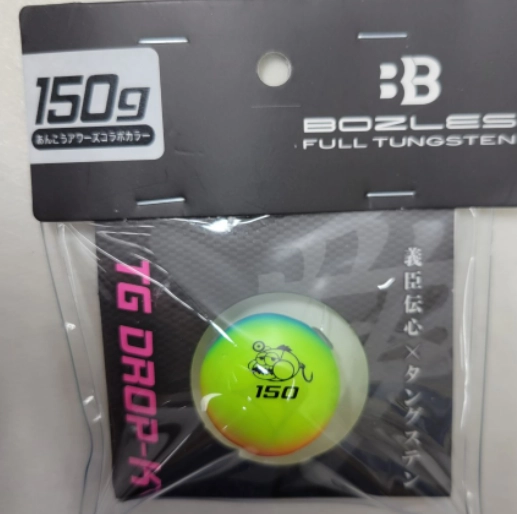 150g
あんこうアワーズコラボカラー
BOZLES
FULL TUNGSTEN
TG DROP-K
義臣伝心×タングステン
150